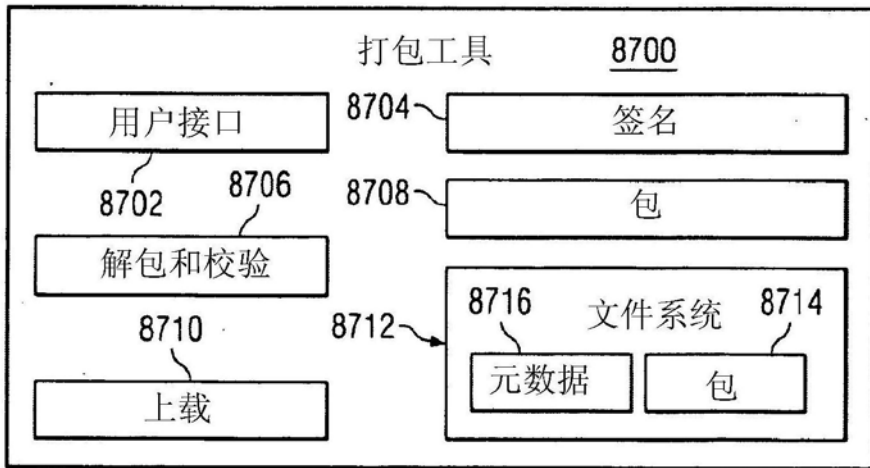 打包工具 8700
用户接口
8702
8704
签名
8706
解包和校验
8708
包
8710
上载
8712
文件系统
8716
元数据
8714
包